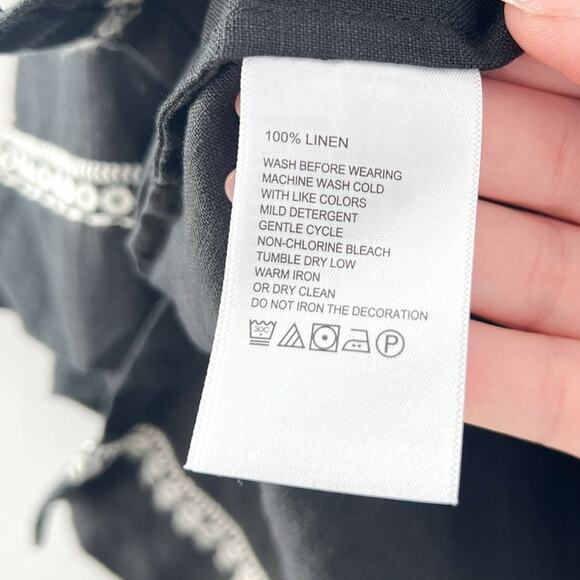 100% LINEN
WASH BEFORE WEARING
MACHINE WASH COLD
WITH LIKE COLORS
MILD DETERGENT
GENTLE CYCLE
NON-CHLORINE BLEACH
TUMBLE DRY LOW
WARM IRON
OR DRY CLEAN
DO NOT IRON THE DECORATION
30C P